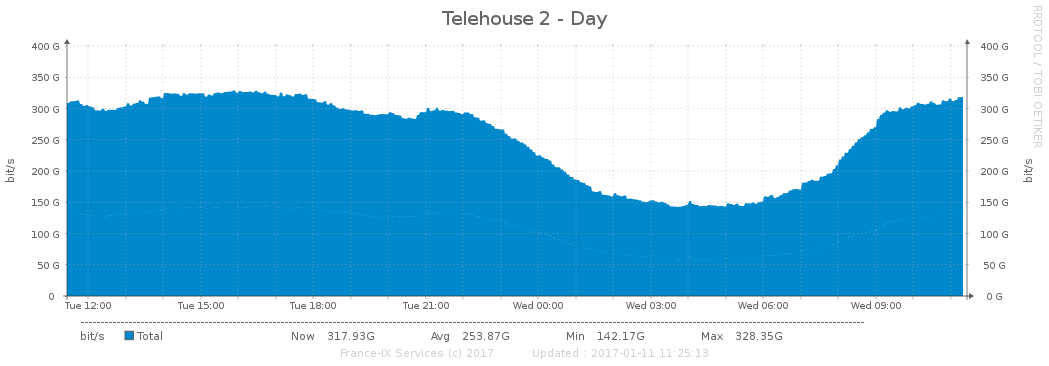 Telehouse 2 - Day
RRDTOOL / TOBI OETIKER
bit/s
400 G 400 G
350 G 350 G
300 G 300 G
250 G 250 G
200 G 200 G
150 G 150 G
100 G 100 G
50 G 50 G
0 0 G
bit/s
Tue 12:00 Tue 15:00 Tue 18:00 Tue 21:00 Wed 00:00 Wed 03:00 Wed 06:00 Wed 09:00
bit/s Total Now 317.93G Avg 253.87G Min 142.17G Max 328.35G
France-IX Services (c) 2017 Updated : 2017-01-11 11:25:13